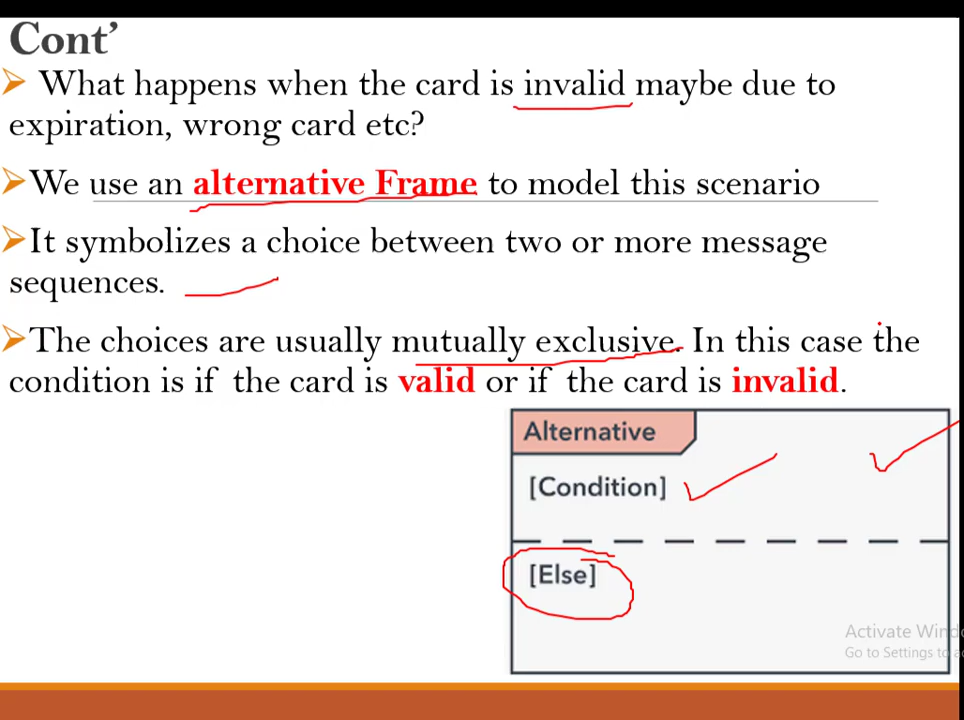 Cont’
What happens when the card is invalid maybe due to
expiration, wrong card etc?
We use an alternative Frame to model this scenario
It symbolizes a choice between two or more message
sequences.
The choices are usually mutually exclusive. In this case the
condition is if the card is valid or if the card is invalid.
Alternative
[Condition]
[Else]
Activate Wind
Go to Settings to a